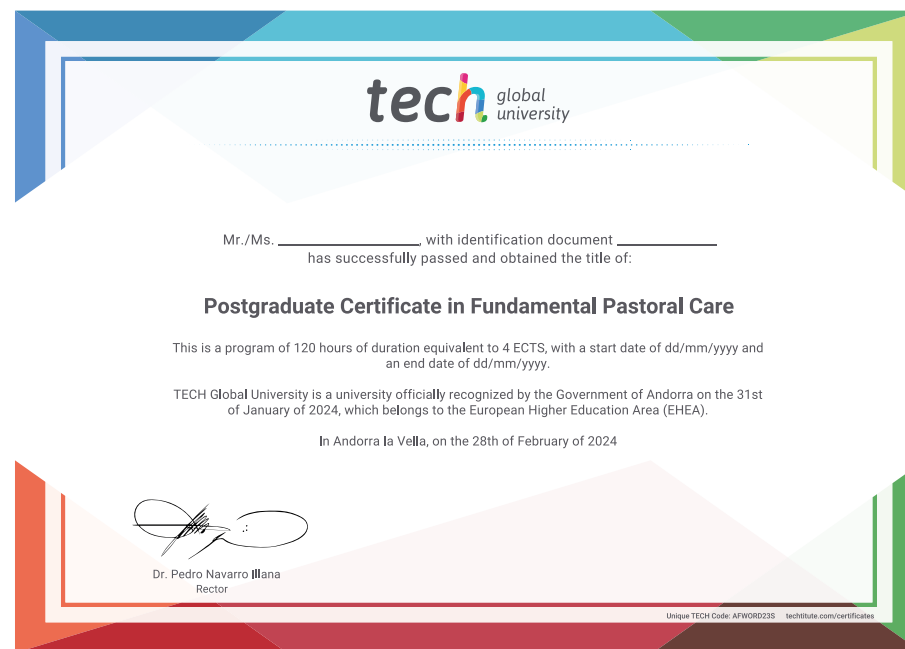 tech global university
Mr./Ms. ________________, with identification document ____________
has successfully passed and obtained the title of:
Postgraduate Certificate in Fundamental Pastoral Care
This is a program of 120 hours of duration equivalent to 4 ECTS, with a start date of dd/mm/yyyy and
an end date of dd/mm/yyyy.
TECH Global University is a university officially recognized by the Government of Andorra on the 31st
of January of 2024, which belongs to the European Higher Education Area (EHEA).
In Andorra la Vella, on the 28th of February of 2024
Dr. Pedro Navarro Illana
Rector
Unique TECH Code: AFWORD23S techtitute.com/certificates